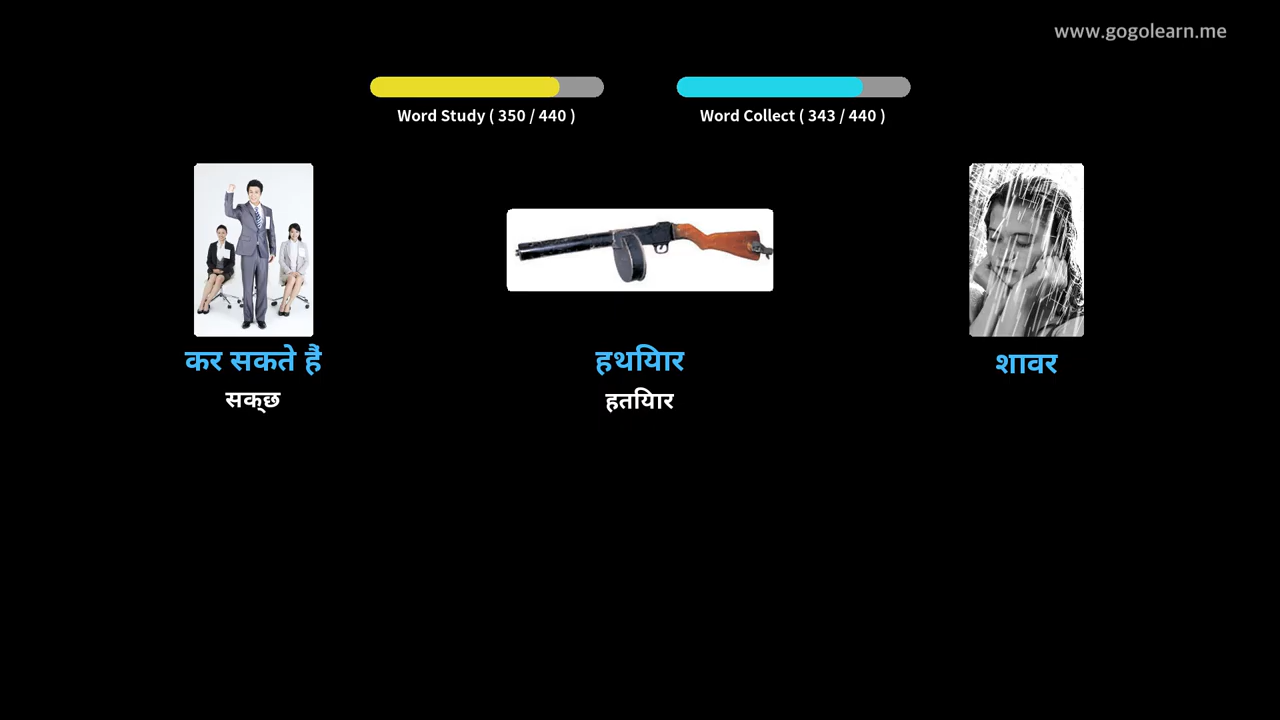 www.gogolearn.me
Word Study ( 350 / 440 )
Word Collect ( 343 / 440 )
कर सकते हैं
हथियार
शावर
सक्छ
हतियार